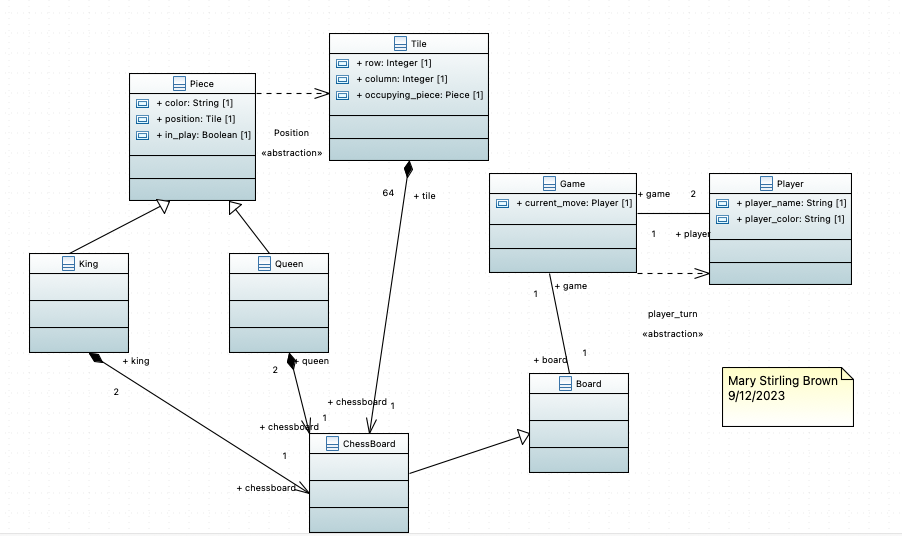 Tile
+ row: Integer [1]
+ column: Integer [1]
+ occupying_piece: Piece [1]
Piece
+ color: String [1]
+ position: Tile [1]
+ in_play: Boolean [1]
Position
«abstraction»
64
+ tile
Game
+ current_move: Player [1]
+ game
2
1
+ player
Player
+ player_name: String [1]
+ player_color: String [1]
King
Queen
+ game
1
player_turn
«abstraction»
+ king
2
+ queen
2
1
+ board
Board
Mary Stirling Brown
9/12/2023
+ chessboard
1
1
+ chessboard
ChessBoard
1
+ chessboard